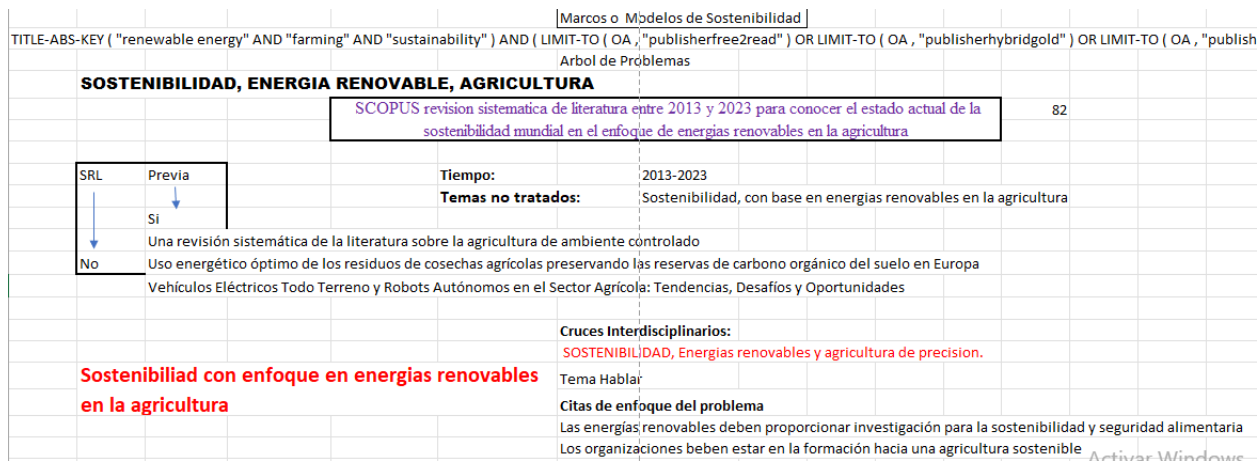 Marcos o Modelos de Sostenibilidad
TITLE-ABS-KEY ( "renewable energy" AND "farming" AND "sustainability" ) AND ( LIMIT-TO ( OA , "publisherfree2read" ) OR LIMIT-TO ( OA , "publisherhybridgold" ) OR LIMIT-TO ( OA , "publish
Arbol de Problemas
SOSTENIBILIDAD, ENERGIA RENOVABLE, AGRICULTURA
SCOPUS revision sistematica de literatura entre 2013 y 2023 para conocer el estado actual de la 82
sostenibilidad mundial en el enfoque de energias renovables en la agricultura
SRL Previa Tiempo: 2013-2023
Temas no tratados: Sostenibilidad, con base en energias renovables en la agricultura
Si
Una revisión sistemática de la literatura sobre la agricultura de ambiente controlado
No Uso energético óptimo de los residuos de cosechas agrícolas preservando las reservas de carbono orgánico del suelo en Europa
Vehículos Eléctricos Todo Terreno y Robots Autónomos en el Sector Agrícola: Tendencias, Desafíos y Oportunidades
Cruces Interdisciplinarios:
SOSTENIBILIDAD, Energias renovables y agricultura de precision.
Sostenibiliad con enfoque en energias renovables
en la agricultura
Tema Hablar
Citas de enfoque del problema
Las energías renovables deben proporcionar investigación para la sostenibilidad y seguridad alimentaria
Los organizaciones beben estar en la formación hacia una agricultura sostenible
Activar Windows